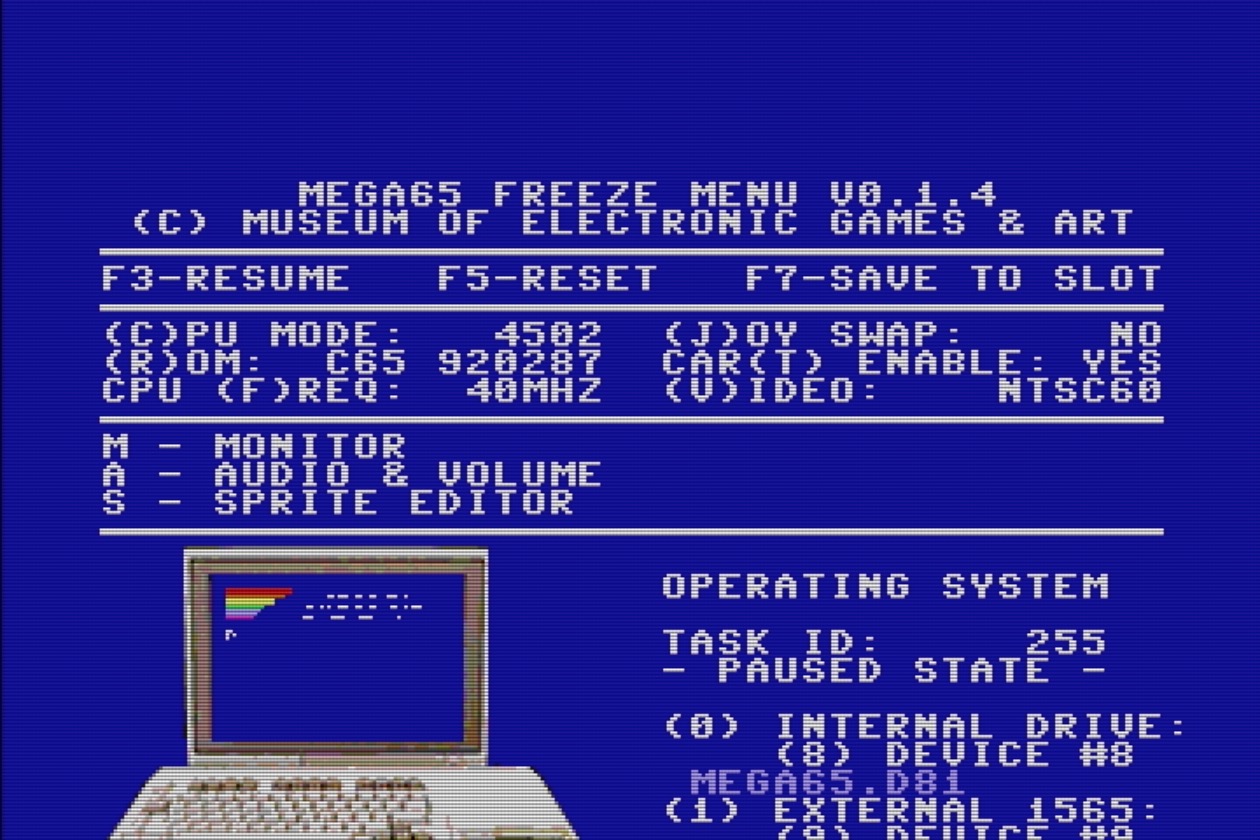 MEGA65 FREEZE MENU V0.1.4
(C) MUSEUM OF ELECTRONIC GAMES & ART
F3-RESUME F5-RESET F7-SAVE TO SLOT
(C)PU MODE: 4502 (J)OY SWAP: NO
(R)OM: C65 920287 CAR(T) ENABLE: YES
CPU (F)REQ: 40MHZ (V)IDEO: NTSC60
M - MONITOR
A - AUDIO & VOLUME
S - SPRITE EDITOR
OPERATING SYSTEM
TASK ID: 255
- PAUSED STATE -
(0) INTERNAL DRIVE:
(8) DEVICE #8
MEGA65.D81
(1) EXTERNAL 1565:
(9) DEVICE #9